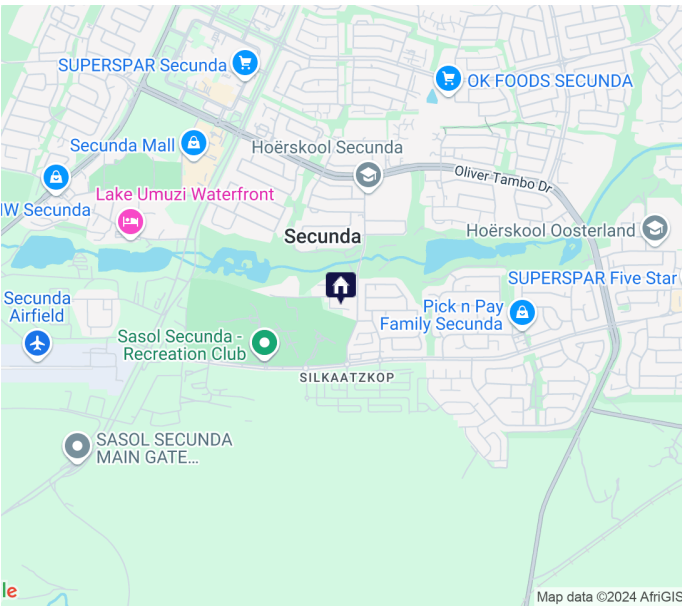 SUPERSPAR Secunda
OK FOODS SECUNDA
Secunda Mall
Hoërskool Secunda
Oliver Tambo Dr
IW Secunda
Lake Umuzi Waterfront
Secunda
Hoërskool Oosterland
SUPERSPAR Five Star
Secunda
Airfield
Pick n Pay
Family Secunda
Sasol Secunda -
Recreation Club
SILKAATZKOP
SASOL SECUNDA
MAIN GATE...
le
Map data ©2024 AfriGIS